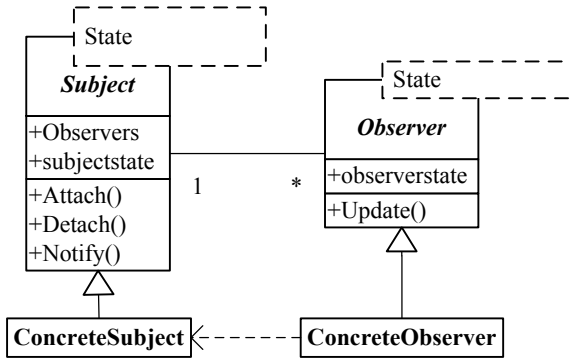 State
Subject
+Observers
+subjectstate
+Attach()
+Detach()
+Notify()
1
*
State
Observer
+observerstate
+Update()
ConcreteSubject
ConcreteObserver